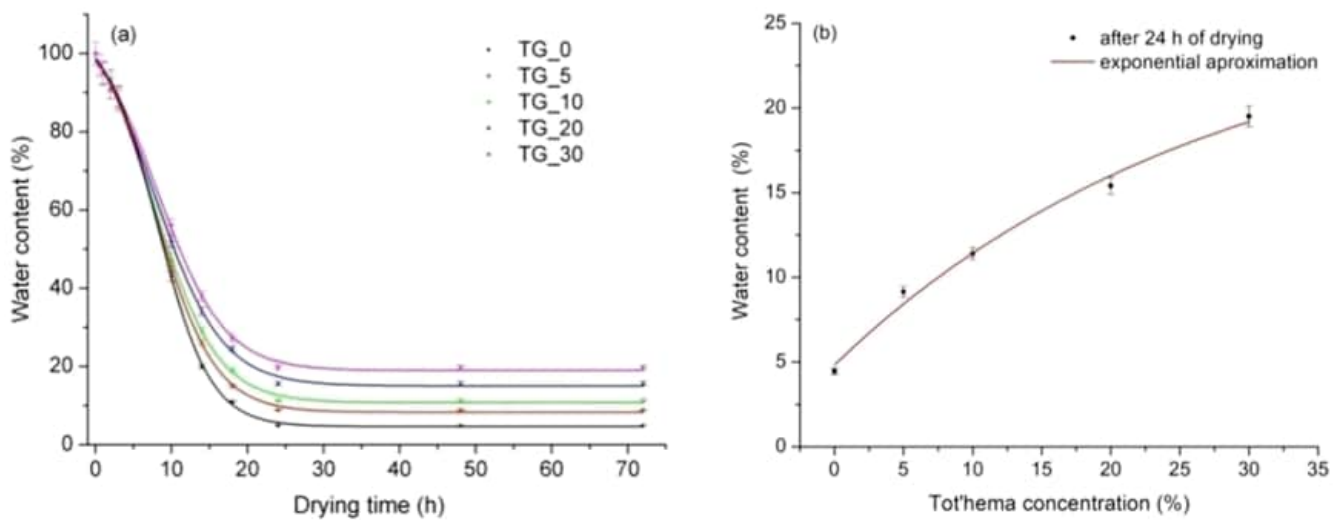 (a)
TG_0
TG_5
TG_10
TG_20
TG_30
100
80
60
40
20
0
Water content (%)
0 10 20 30 40 50 60 70
Drying time (h)
(b)
after 24 h of drying
exponential aproximation
25
20
15
10
5
0
Water content (%)
0 5 10 15 20 25 30 35
Tot'hema concentration (%)